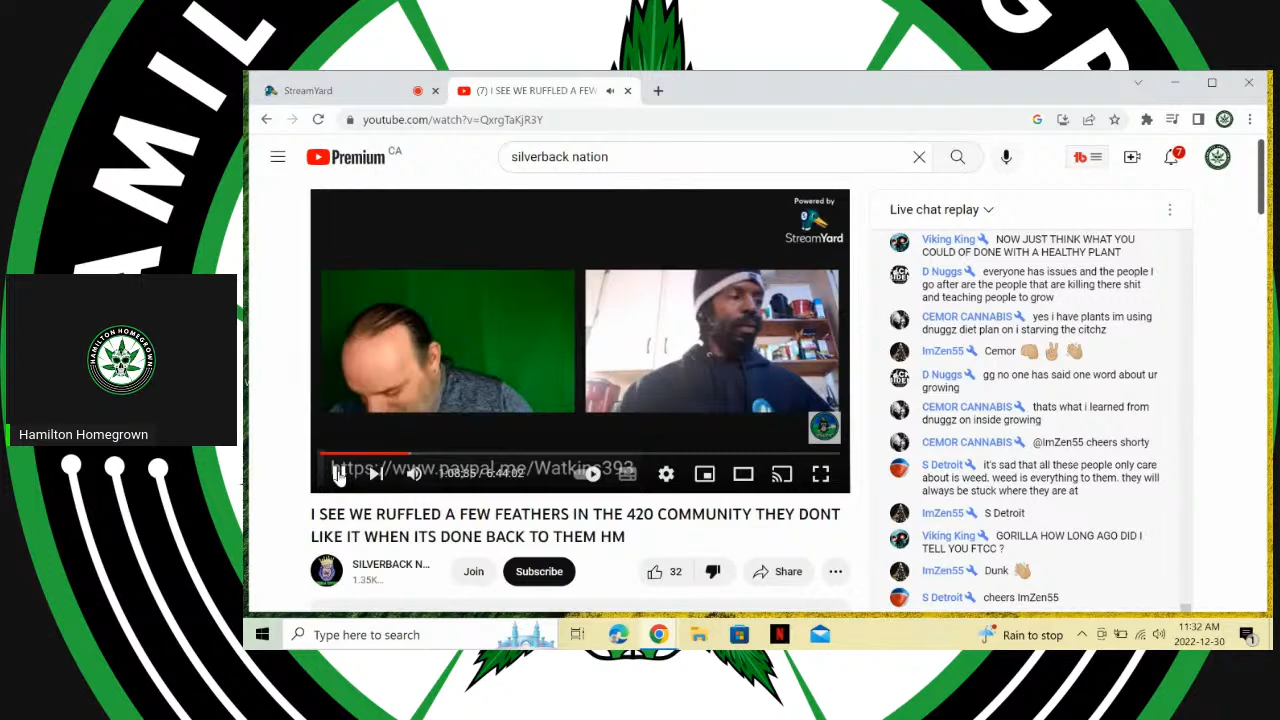 HAMIL
GR
StreamYard
(7) I SEE WE RUFFLED A FEW
youtube.com/watch?v=QxrgTaKjR3Y
Premium CA
silverback nation
7
Powered by
StreamYard
https://www.paypal.me/Watkins393
1:08:35 / 6:44:02
I SEE WE RUFFLED A FEW FEATHERS IN THE 420 COMMUNITY THEY DONT
LIKE IT WHEN ITS DONE BACK TO THEM HM
SILVERBACK N...
1.35K...
Join
Subscribe
32
Share
Live chat replay
Viking King NOW JUST THINK WHAT YOU
COULD OF DONE WITH A HEALTHY PLANT
D Nuggs everyone has issues and the people I
go after are the people that are killing there shit
and teaching people to grow
CEMOR CANNABIS yes i have plants im using
dnuggz diet plan on i starving the citchz
ImZen55 Cemor 👊🏼 ✌🏼 👏🏼
D Nuggs gg no one has said one word about ur
growing
CEMOR CANNABIS thats what i learned from
dnuggz on inside growing
CEMOR CANNABIS @ImZen55 cheers shorty
S Detroit it's sad that all these people only care
about is weed. weed is everything to them. they will
always be stuck where they are at
ImZen55 S Detroit
Viking King GORILLA HOW LONG AGO DID I
TELL YOU FTCC ?
ImZen55 Dunk 👏🏼
S Detroit cheers ImZen55
HAMILTON HOMEGROWN
Hamilton Homegrown
Type here to search
Rain to stop
11:32 AM
2022-12-30